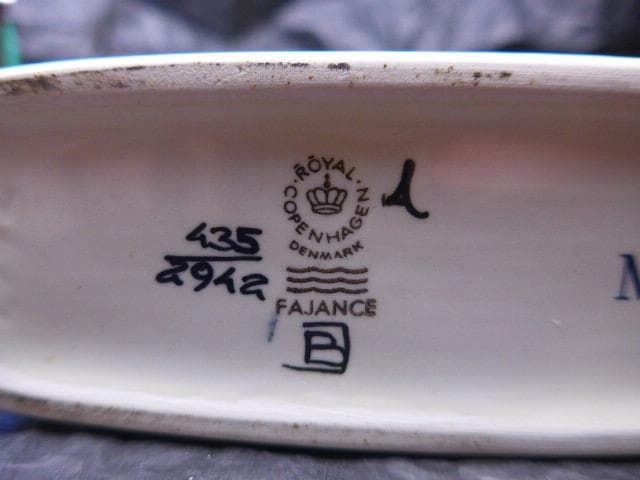 ROYAL COPENHAGEN
DENMARK
FAJANCE
435
2942
B